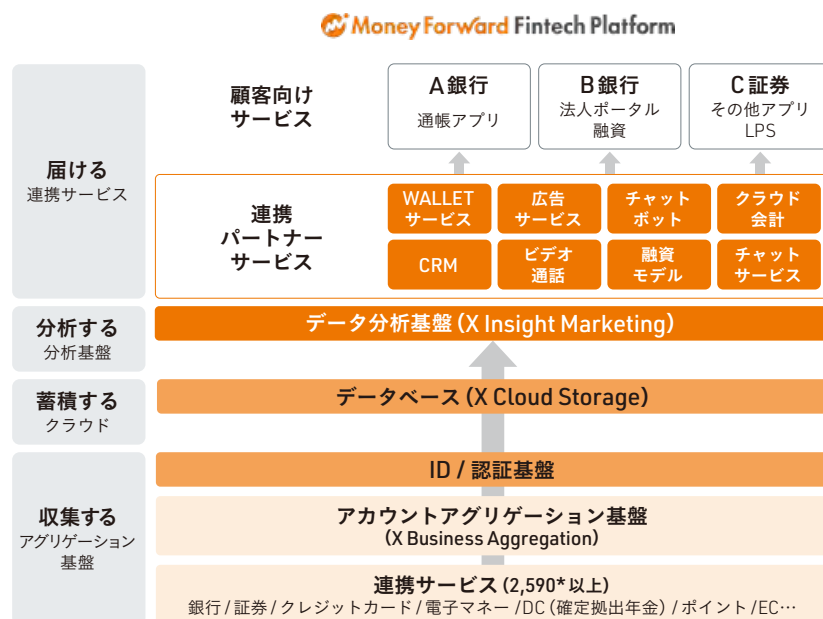 Money Forward Fintech Platform
届ける
連携サービス
顧客向け
サービス
A銀行
通帳アプリ
B銀行
法人ポータル
融資
C証券
その他アプリ
LPS
連携
パートナー
サービス
WALLET
サービス
広告
サービス
チャット
ボット
クラウド
会計
CRM
ビデオ
通話
融資
モデル
チャット
サービス
分析する
分析基盤
データ分析基盤(X Insight Marketing)
蓄積する
クラウド
データベース(X Cloud Storage)
収集する
アグリゲーション
基盤
ID / 認証基盤
アカウントアグリゲーション基盤
(X Business Aggregation)
連携サービス(2,590*以上)
銀行/証券/クレジットカード/電子マネー/DC(確定拠出年金)/ポイント/EC…